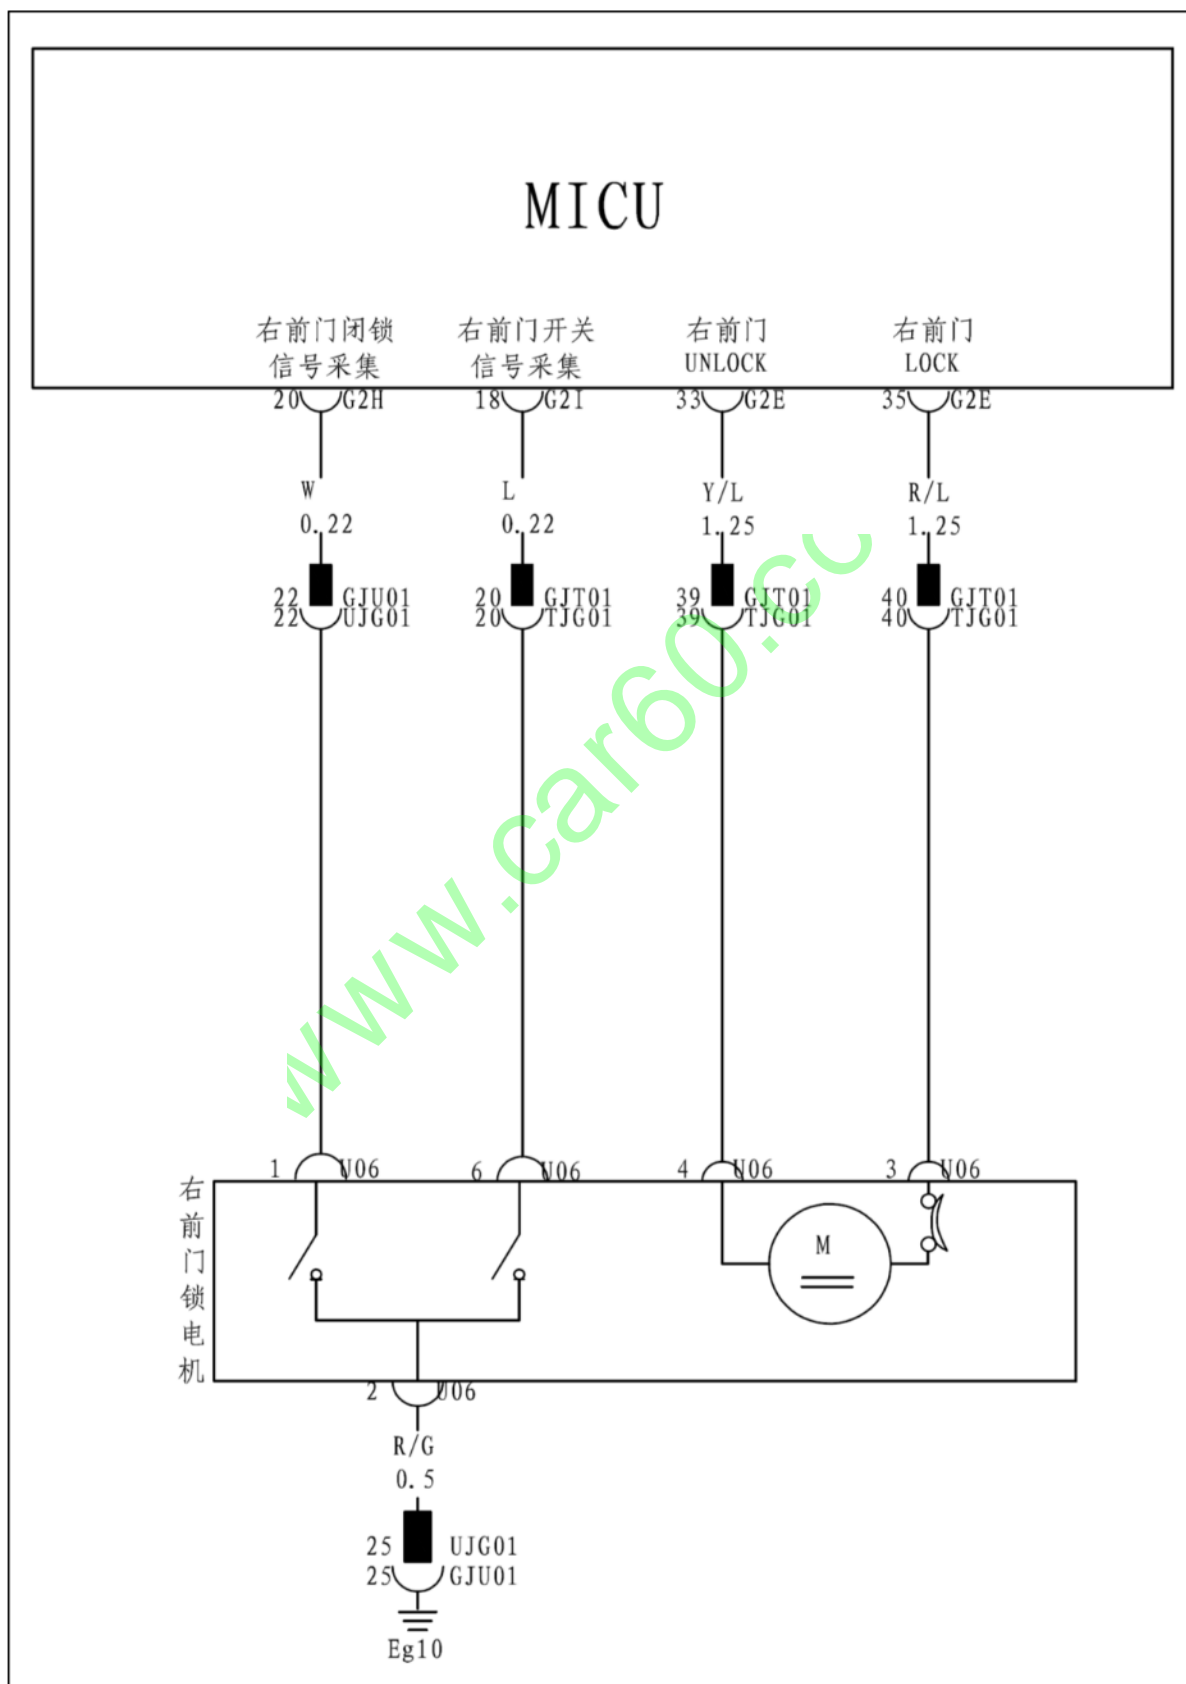 MICU
右前门闭锁 右前门开关 右前门 右前门
信号采集 信号采集 UNLOCK LOCK
20 G2H 18 G2I 33 G2E 35 G2E
W L Y/L R/L
0.22 0.22 1.25 1.25
22 GJU01 20 GJT01 39 GJT01 40 GJT01
22 UJG01 20 TJG01 39 TJG01 40 TJG01
www.car60.co
1 U06 6 U06 4 U06 3 U06
右前门锁电机
M
2 U06
R/G
0.5
25 UJG01
25 GJU01
Eg10